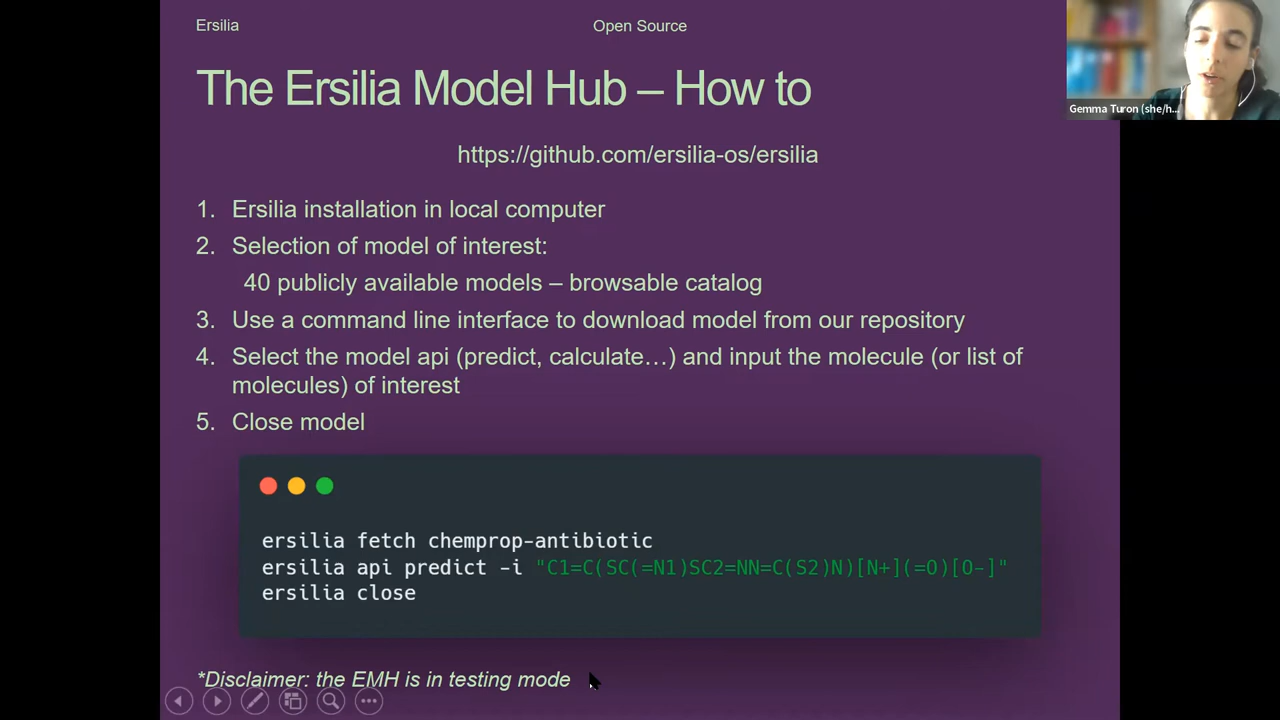 Ersilia
Open Source
The Ersilia Model Hub – How to
https://github.com/ersilia-os/ersilia
1. Ersilia installation in local computer
2. Selection of model of interest:
40 publicly available models – browsable catalog
3. Use a command line interface to download model from our repository
4. Select the model api (predict, calculate…) and input the molecule (or list of
molecules) of interest
5. Close model
ersilia fetch chemprop-antibiotic
ersilia api predict -i "C1=C(SC(=N1)SC2=NN=C(S2)N)[N+](=O)[O-]"
ersilia close
*Disclaimer: the EMH is in testing mode
Gemma Turon (she/h...